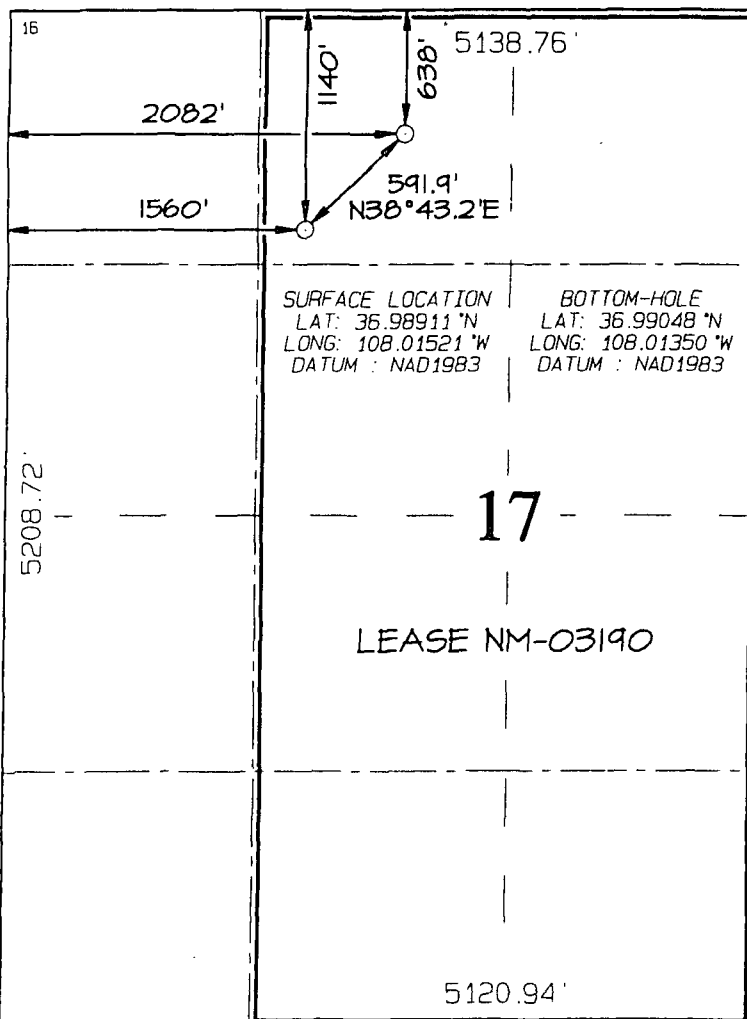 16
5138.76'
1140'
638'
2082'
591.9'
N38°43.2'E
1560'
SURFACE LOCATION
LAT: 36.98911 °N
LONG: 108.01521 °W
DATUM : NAD1983
BOTTOM-HOLE
LAT: 36.99048 °N
LONG: 108.01350 °W
DATUM : NAD1983
5208.72'
17
LEASE NM-03190
5120.94'